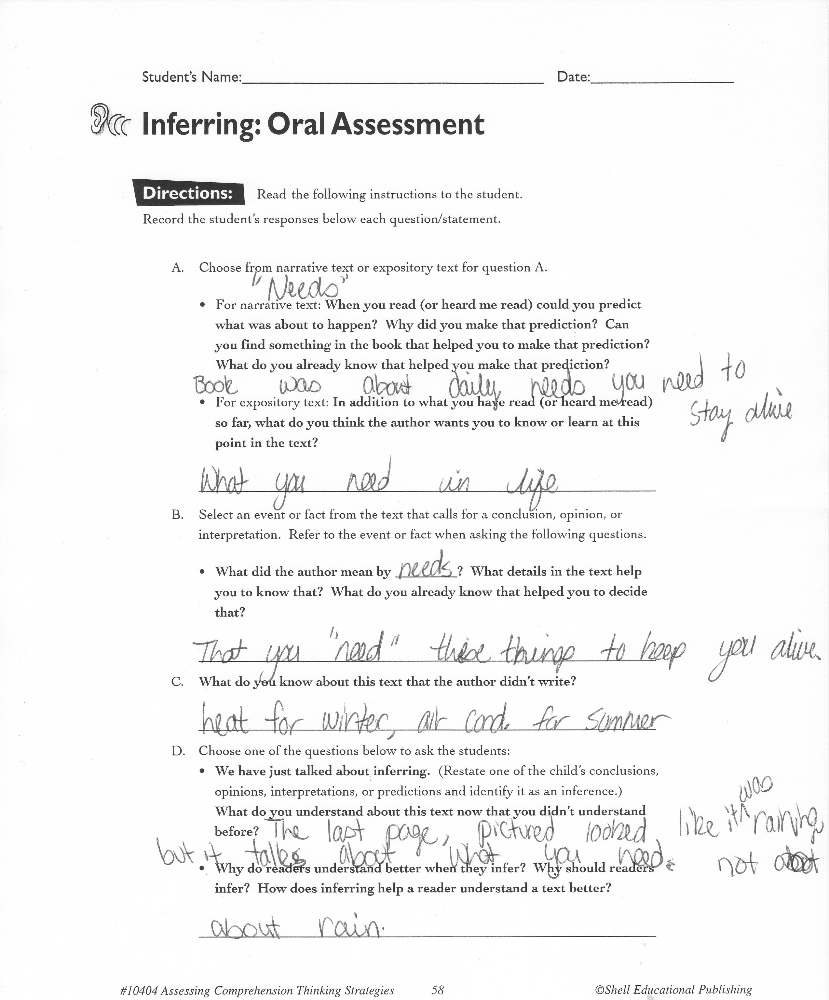 Student's Name: Date:
Inferring: Oral Assessment
Directions: Read the following instructions to the student.
Record the student's responses below each question/statement.
A. Choose from narrative text or expository text for question A.
"Needs"
• For narrative text: When you read (or heard me read) could you predict
what was about to happen? Why did you make that prediction? Can
you find something in the book that helped you to make that prediction?
What do you already know that helped you make that prediction?
Book was about daily needs you need to
stay alive
• For expository text: In addition to what you have read (or heard me read)
so far, what do you think the author wants you to know or learn at this
point in the text?
What you need in life
B. Select an event or fact from the text that calls for a conclusion, opinion, or
interpretation. Refer to the event or fact when asking the following questions.
• What did the author mean by needs? What details in the text help
you to know that? What do you already know that helped you to decide
that?
That you "need" these things to keep you alive.
C. What do you know about this text that the author didn't write?
heat for winter, air cond. for summer
D. Choose one of the questions below to ask the students:
• We have just talked about inferring. (Restate one of the child's conclusions,
opinions, interpretations, or predictions and identify it as an inference.)
What do you understand about this text now that you didn't understand
before? The last page, pictured looked like it was raining,
but it talks about what you need, not about
• Why do readers understand better when they infer? Why should readers
infer? How does inferring help a reader understand a text better?
about rain.
#10404 Assessing Comprehension Thinking Strategies 58 ©Shell Educational Publishing